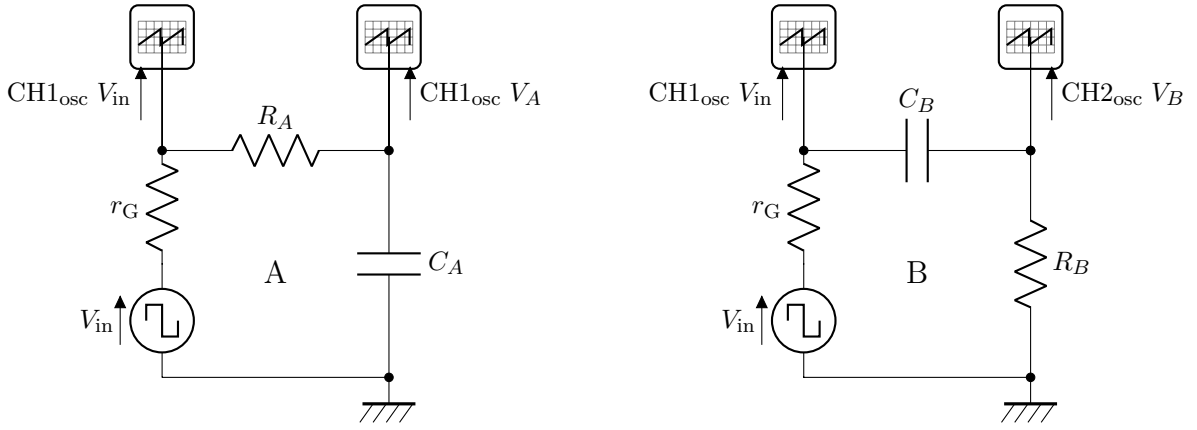 CH1osc Vin
CH1osc VA
RA
rG
A
CA
Vin
CH1osc Vin
CH2osc VB
CB
rG
B
RB
Vin